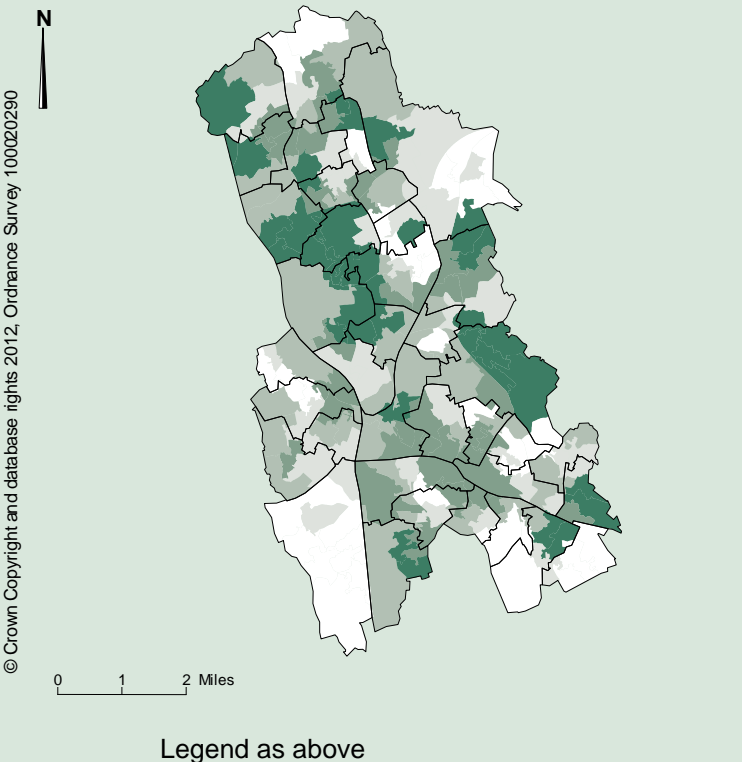 N
© Crown Copyright and database rights 2012, Ordnance Survey 100020290
0 1 2 Miles
Legend as above